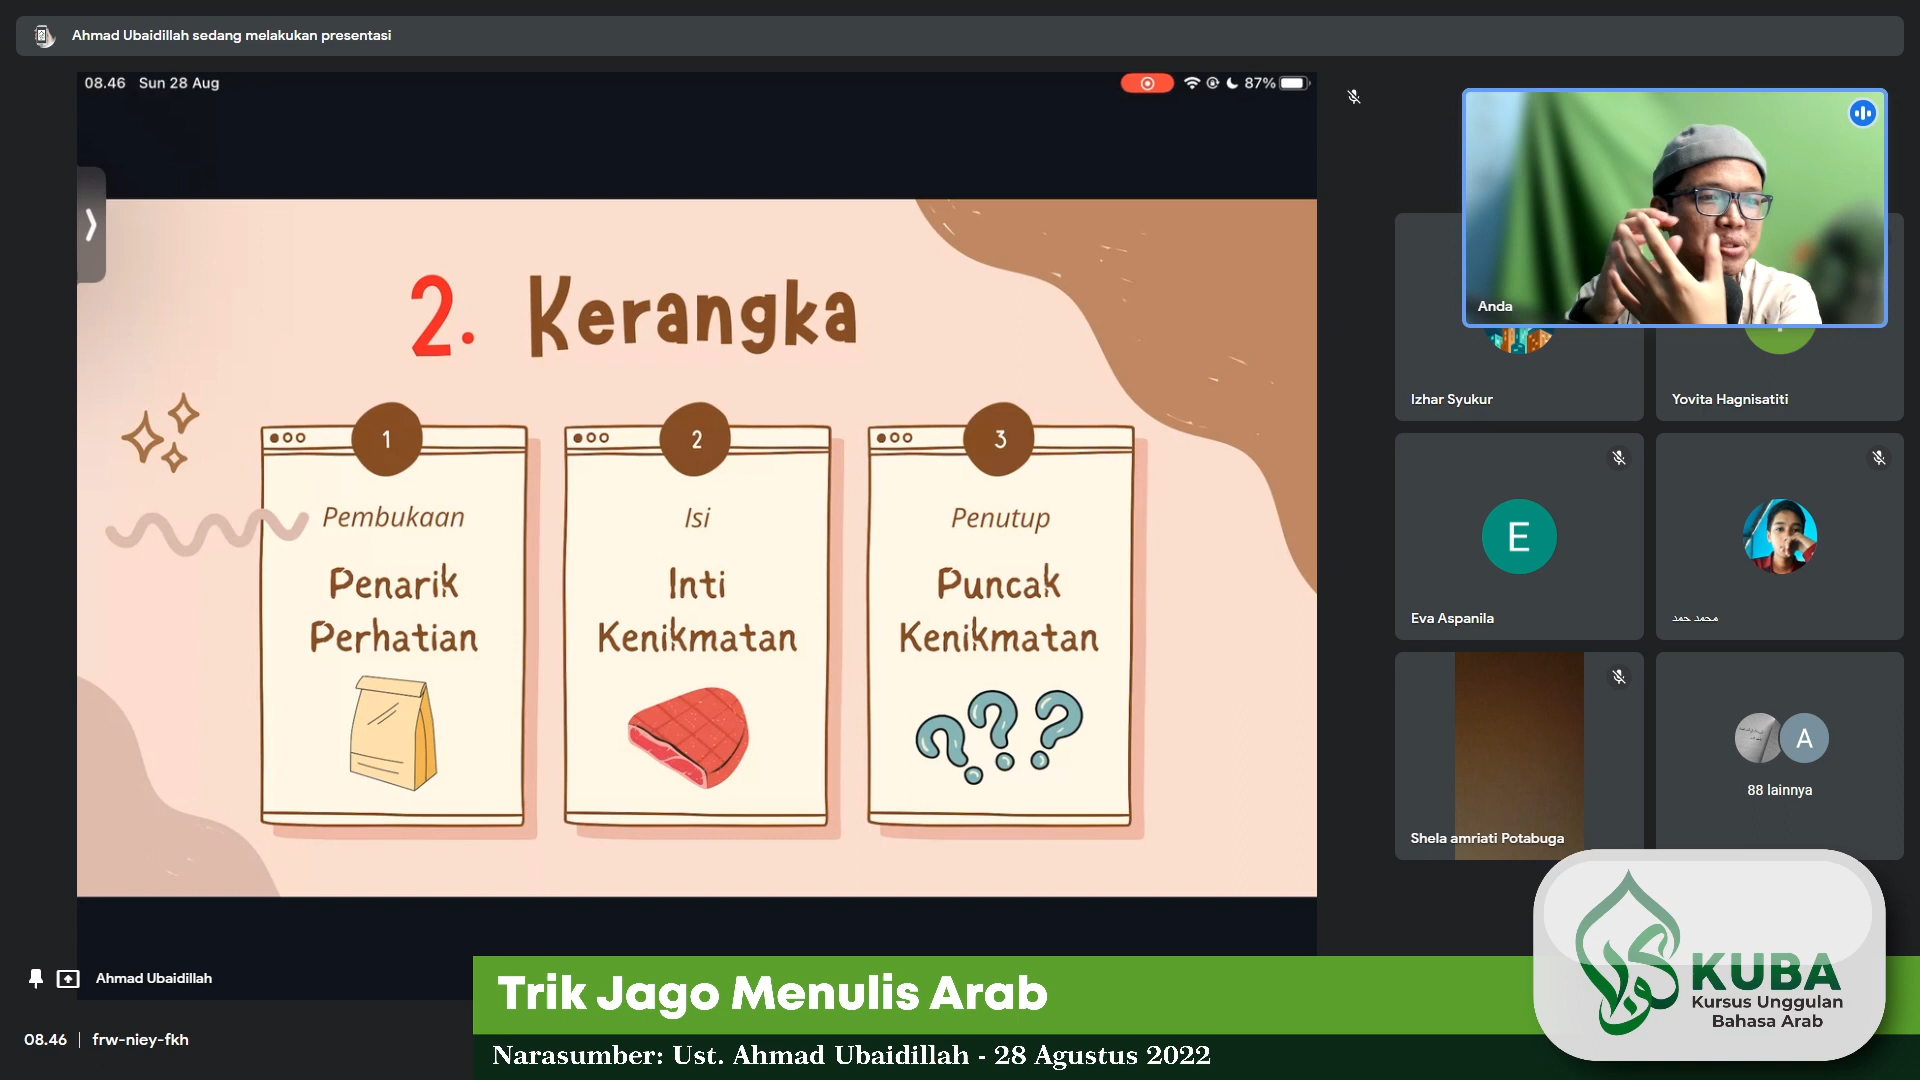 Ahmad Ubaidillah sedang melakukan presentasi
08.46 Sun 28 Aug
87%
2. Kerangka
1
Pembukaan
Penarik
Perhatian
2
Isi
Inti
Kenikmatan
3
Penutup
Puncak
Kenikmatan
Anda
Izhar Syukur
Yovita Hagnisatiti
E
Eva Aspanila
محمد حمد
Shela amriati Potabuga
A
88 lainnya
Ahmad Ubaidillah
08.46 | frw-niey-fkh
Trik Jago Menulis Arab
Narasumber: Ust. Ahmad Ubaidillah - 28 Agustus 2022
KUBA
Kursus Unggulan
Bahasa Arab